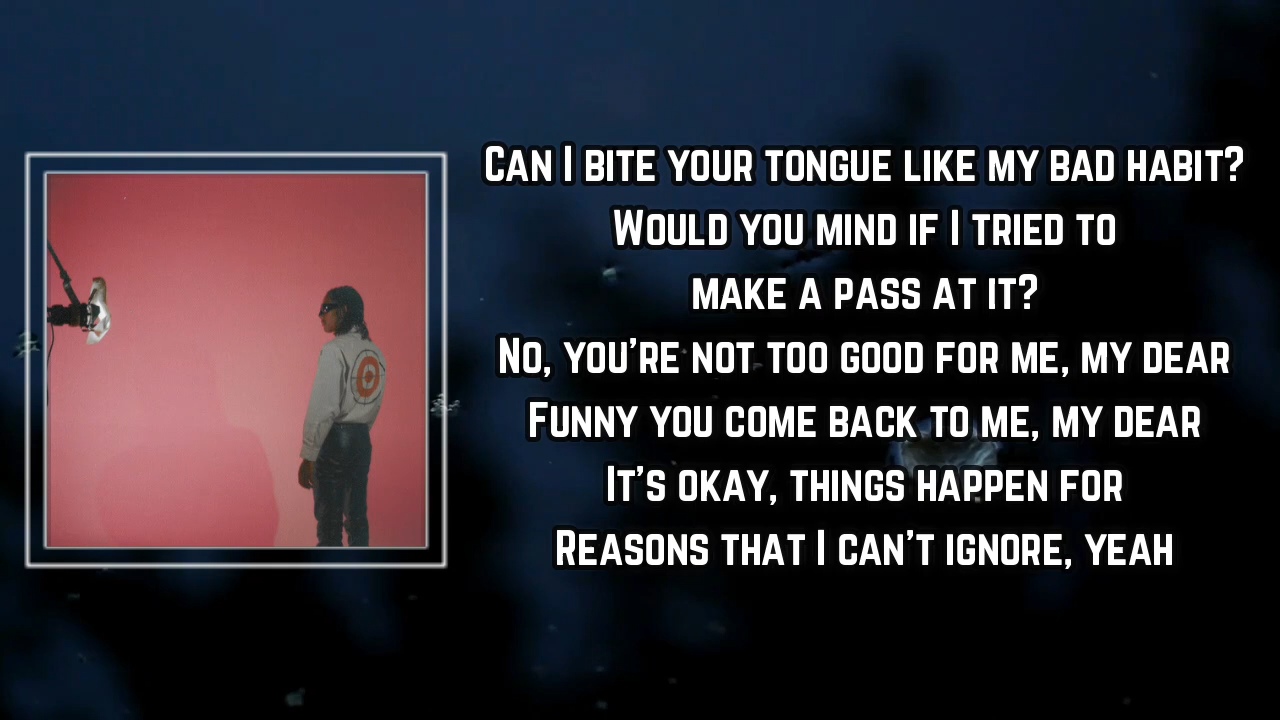 Can I bite your tongue like my bad habit?
Would you mind if I tried to
make a pass at it?
No, you're not too good for me, my dear
Funny you come back to me, my dear
It's okay, things happen for
Reasons that I can't ignore, yeah